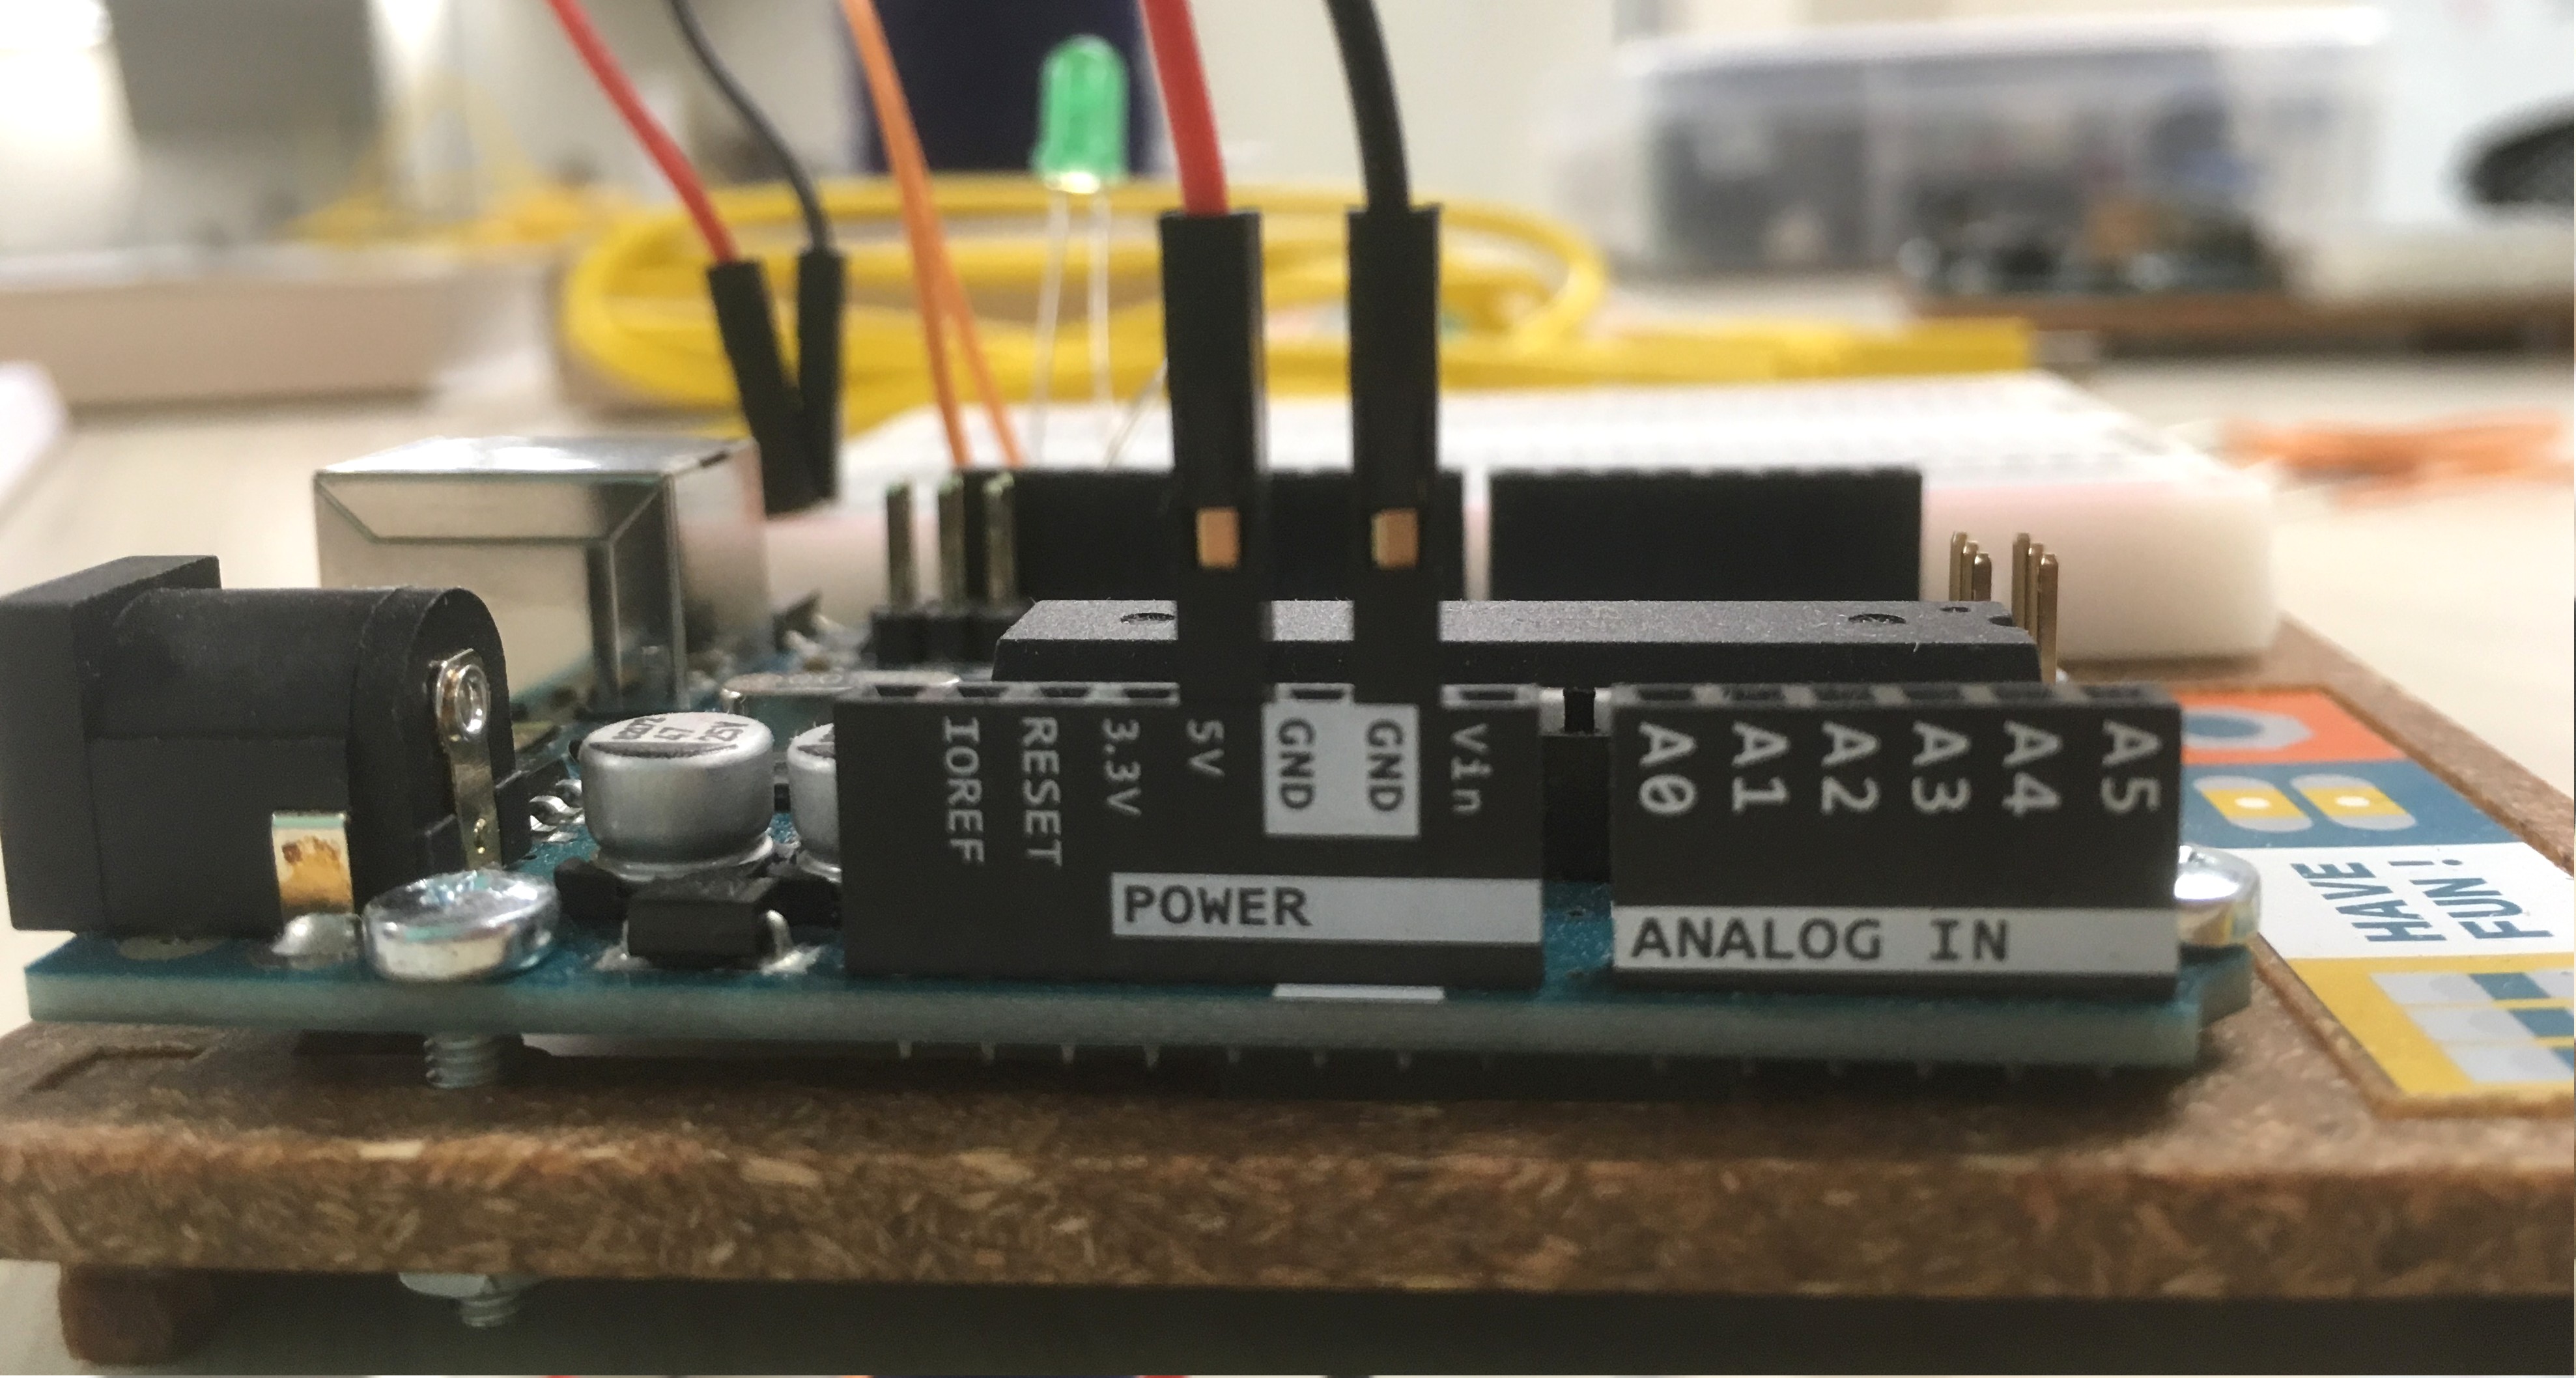 IOREF
RESET
3.3V
5V
GND
GND
Vin
POWER
A0
A1
A2
A3
A4
A5
ANALOG IN
HAVE
FUN!